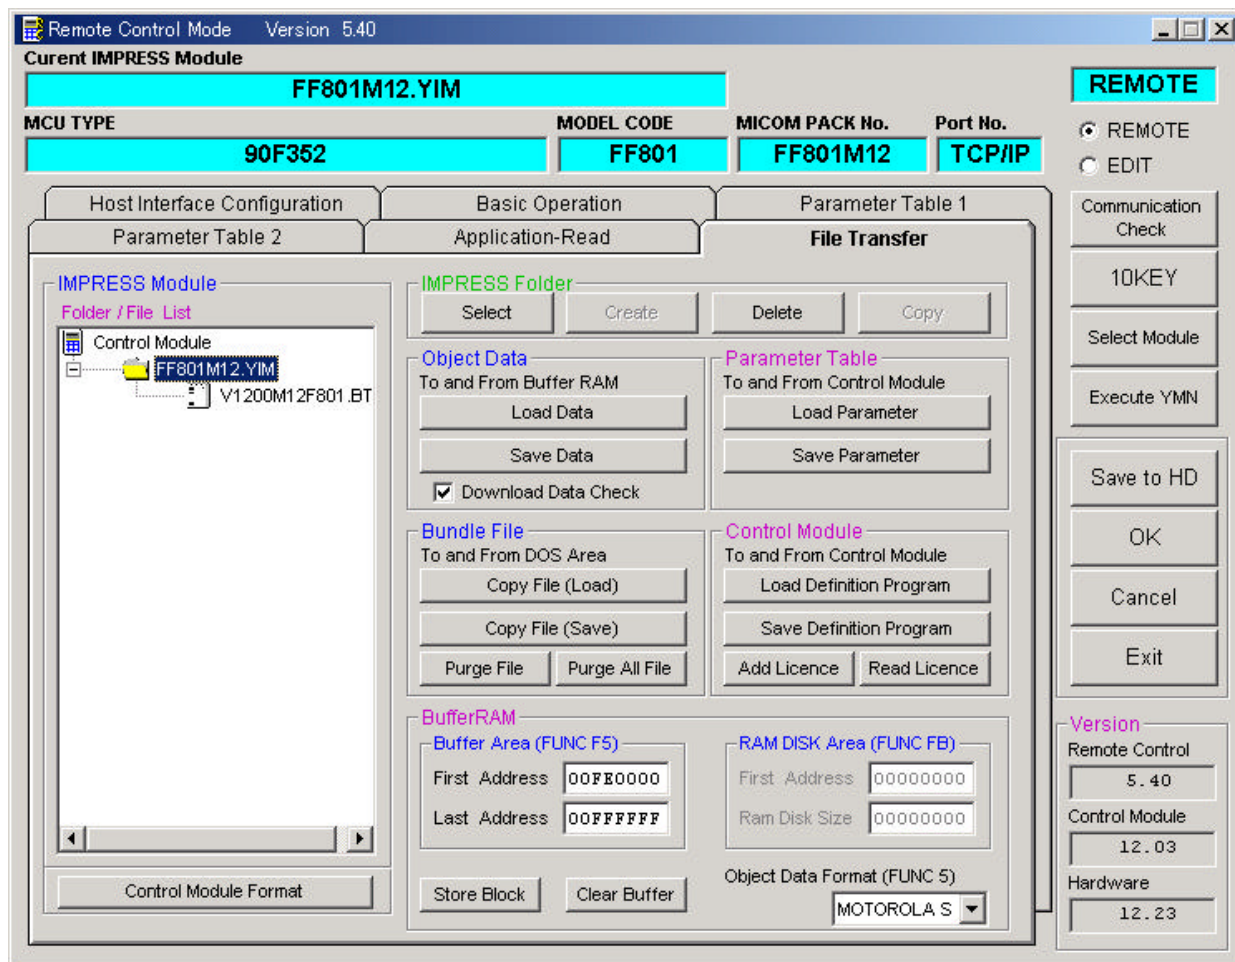 Remote Control Mode Version 5.40
Curent IMPRESS Module
FF801M12.YIM
REMOTE
MCU TYPE MODEL CODE MICOM PACK No. Port No.
90F352 FF801 FF801M12 TCP/IP
REMOTE
EDIT
Host Interface Configuration Basic Operation Parameter Table 1
Parameter Table 2 Application-Read File Transfer
Communication
Check
10KEY
Select Module
Execute YMN
Save to HD
OK
Cancel
Exit
IMPRESS Module
Folder / File List
Control Module
FF801M12.YIM
V1200M12F801.BT
Control Module Format
IMPRESS Folder
Select Create Delete Copy
Object Data
To and From Buffer RAM
Load Data
Save Data
Download Data Check
Parameter Table
To and From Control Module
Load Parameter
Save Parameter
Bundle File
To and From DOS Area
Copy File (Load)
Copy File (Save)
Purge File Purge All File
Control Module
To and From Control Module
Load Definition Program
Save Definition Program
Add Licence Read Licence
BufferRAM
Buffer Area (FUNC F5)
First Address 00FE0000
Last Address 00FFFFFF
RAM DISK Area (FUNC FB)
First Address 00000000
Ram Disk Size 00000000
Store Block Clear Buffer
Object Data Format (FUNC 5)
MOTOROLA S
Version
Remote Control
5.40
Control Module
12.03
Hardware
12.23